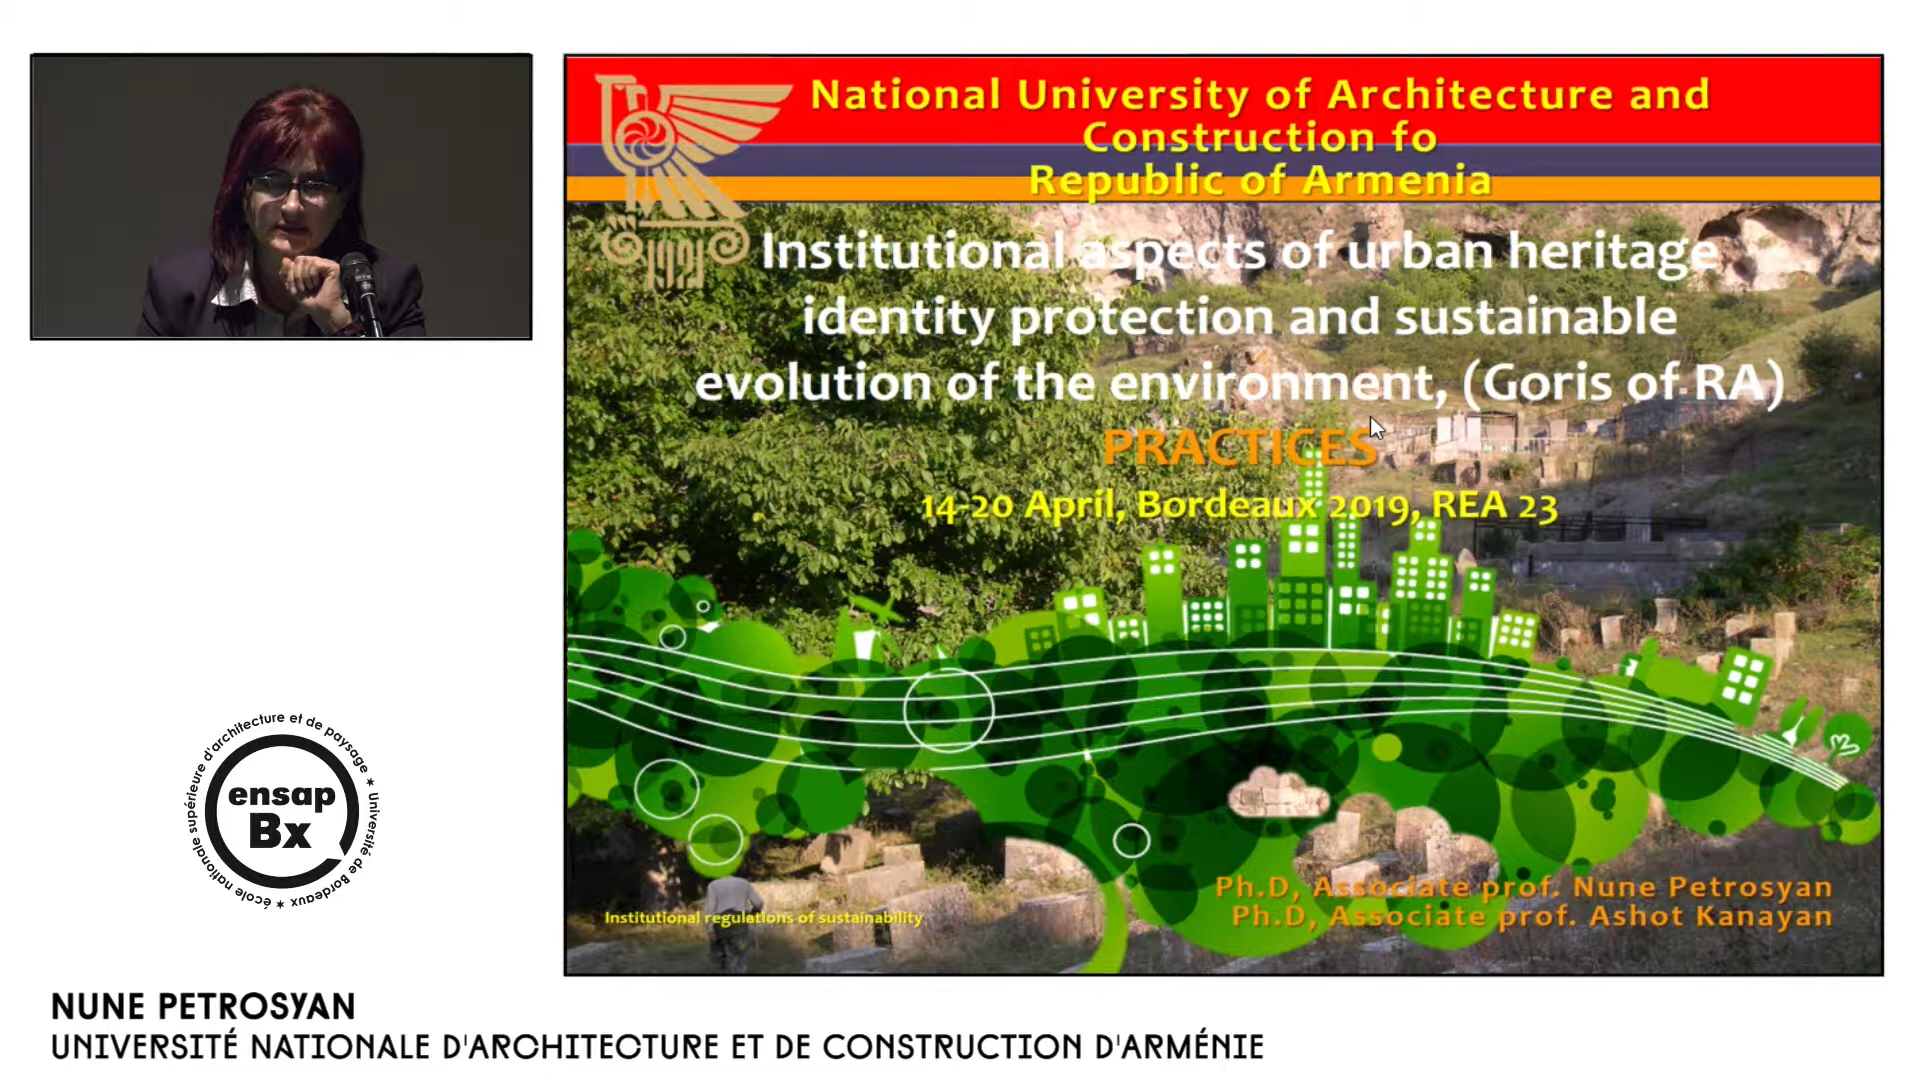 National University of Architecture and
Construction fo
Republic of Armenia
1921
Institutional aspects of urban heritage
identity protection and sustainable
evolution of the environment, (Goris of RA)
PRACTICES
14-20 April, Bordeaux 2019, REA 23
Ph.D, Associate prof. Nune Petrosyan
Ph.D, Associate prof. Ashot Kanayan
Institutional regulations of sustainability
école nationale supérieure d'architecture et de paysage * Université de Bordeaux *
ensap
Bx
NUNE PETROSYAN
UNIVERSITÉ NATIONALE D'ARCHITECTURE ET DE CONSTRUCTION D'ARMÉNIE